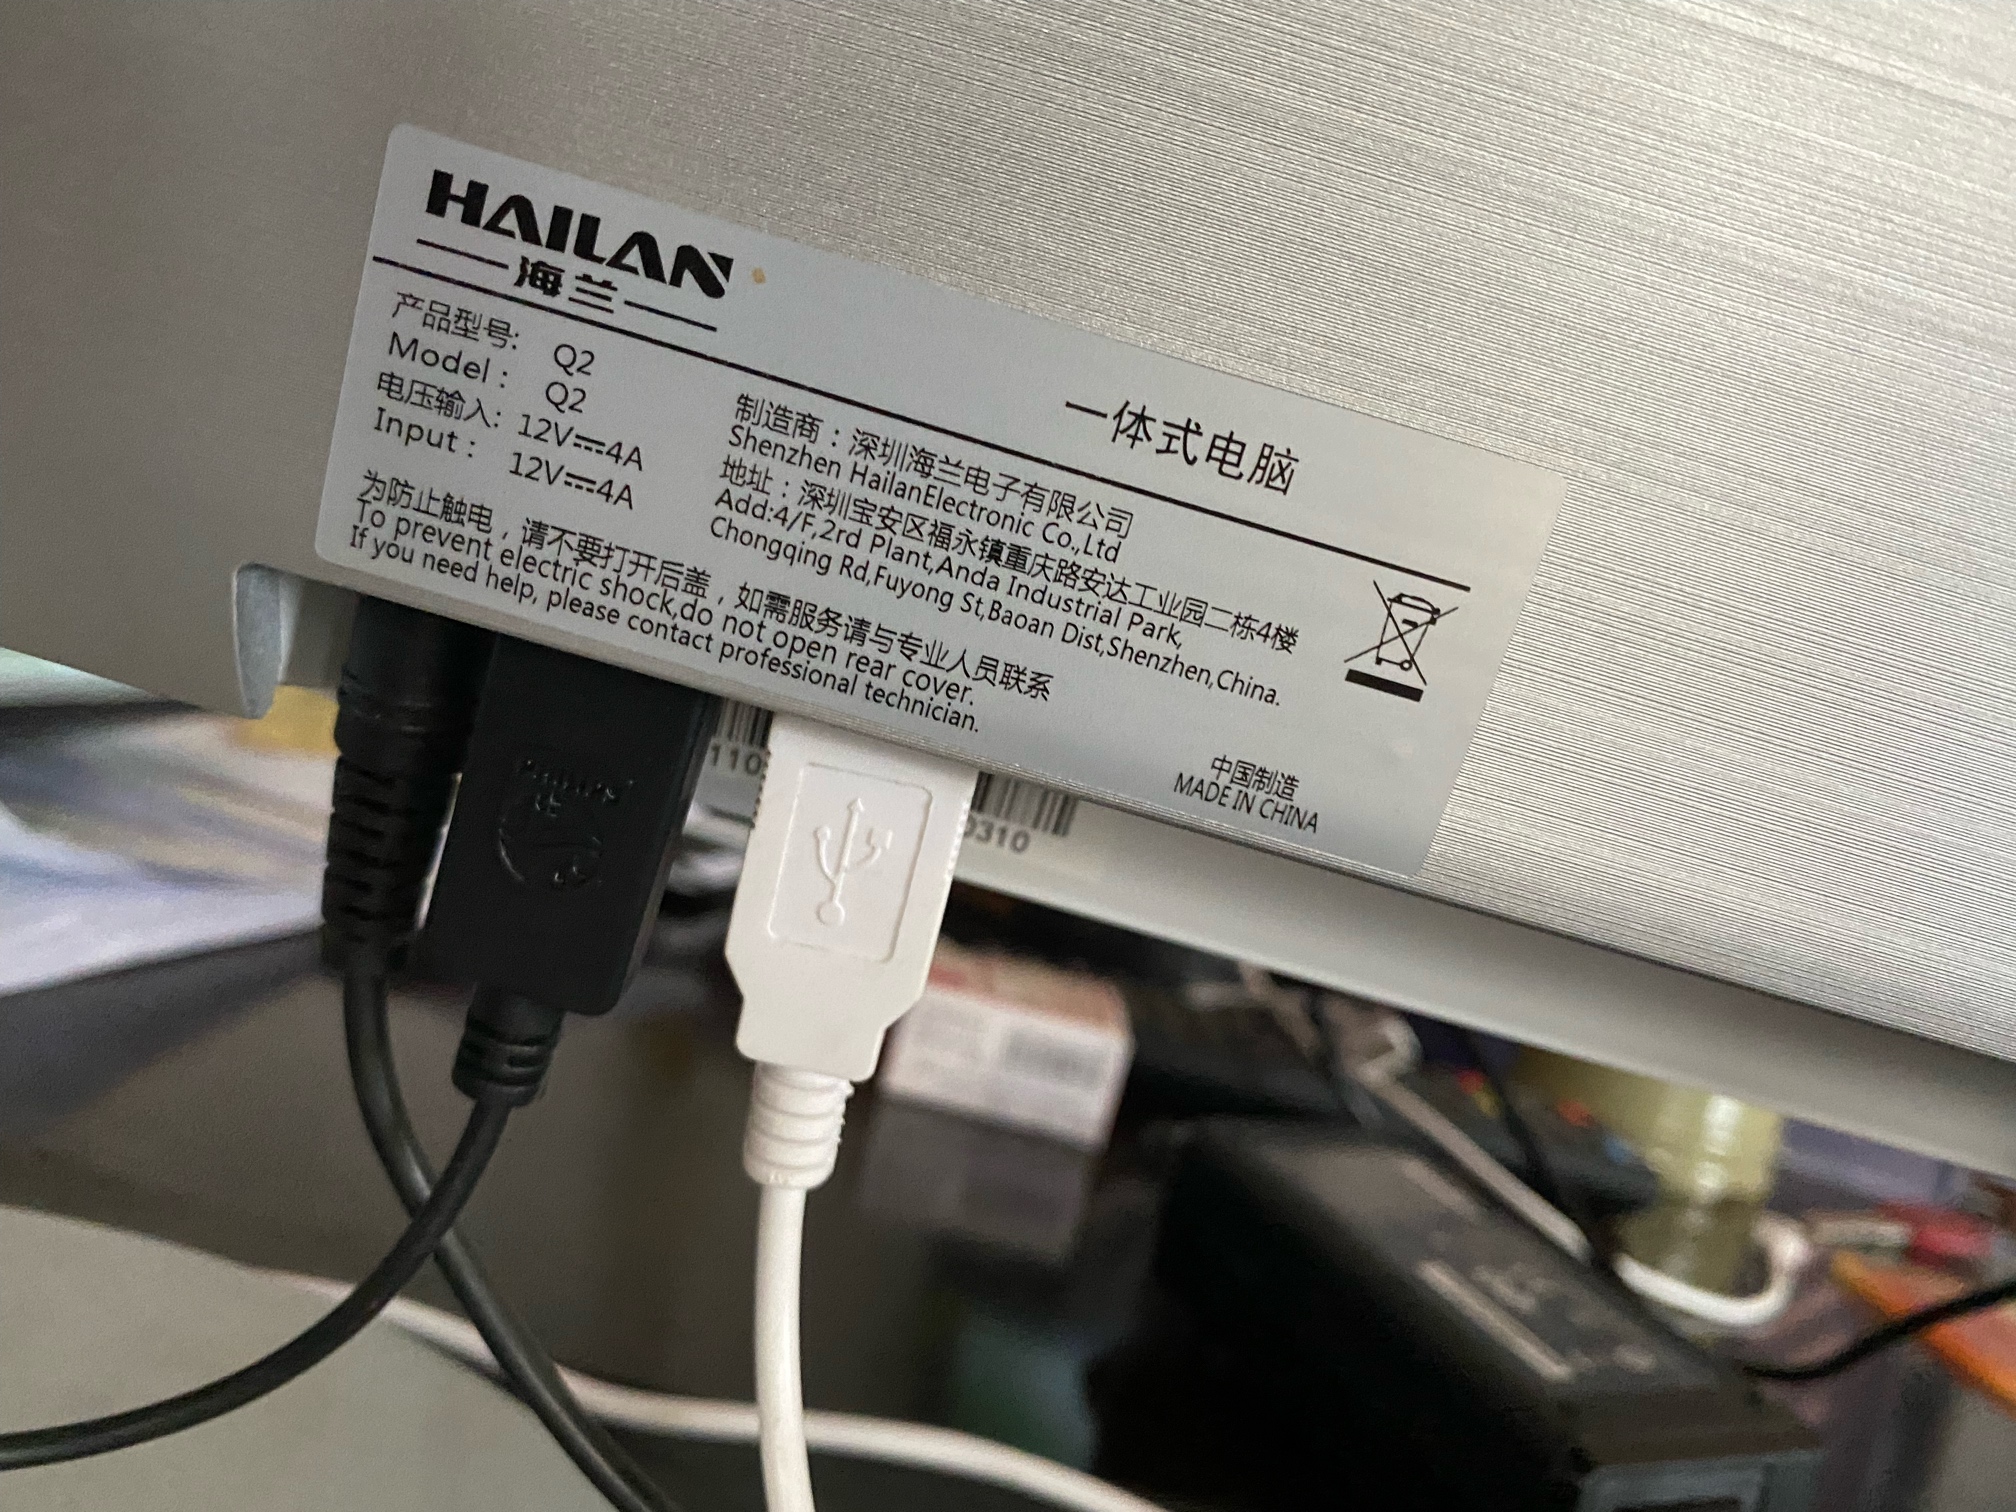 HAILAN
海兰
一体式电脑
产品型号: Q2
Model : Q2
电压输入: 12V⎓4A
Input : 12V⎓4A
制造商：深圳海兰电子有限公司
Shenzhen HailanElectronic Co.,Ltd
地址：深圳宝安区福永镇重庆路安达工业园二栋4楼
Add:4/F,2rd Plant,Anda Industrial Park,
Chongqing Rd,Fuyong St,Baoan Dist,Shenzhen,China.
为防止触电，请不要打开后盖，如需服务请与专业人员联系
To prevent electric shock,do not open rear cover.
If you need help, please contact professional technician.
中国制造
MADE IN CHINA
110
0310